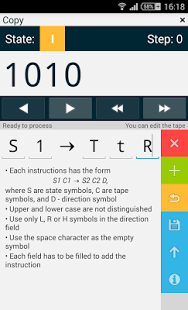 56% 16:18
Copy ×
State: I Step: 0
1010
Ready to process You can edit the tape
S 1 → T t R
• Each instructions has the form
S1 C1 → S2 C2 D,
where S are state symbols, C are tape
symbols, and D - direction symbol
• Upper and lower case are not distinguished
• Use only L, R or H symbols in the direction
field
• Use the space character as the empty
symbol
• Each field has to be filled to add the
instruction